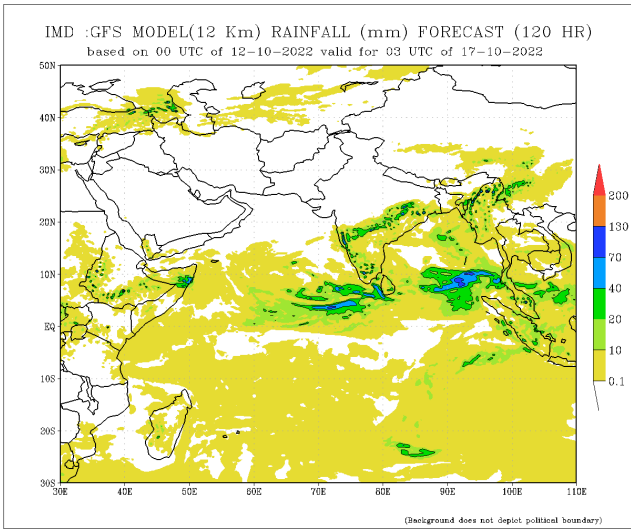 IMD :GFS MODEL(12 Km) RAINFALL (mm) FORECAST (120 HR)
based on 00 UTC of 12-10-2022 valid for 03 UTC of 17-10-2022
50N
40N
30N
20N
10N
EQ
10S
20S
30S
30E 40E 50E 60E 70E 80E 90E 100E 110E
200
130
70
40
20
10
0.1
(Background does not depict political boundary)